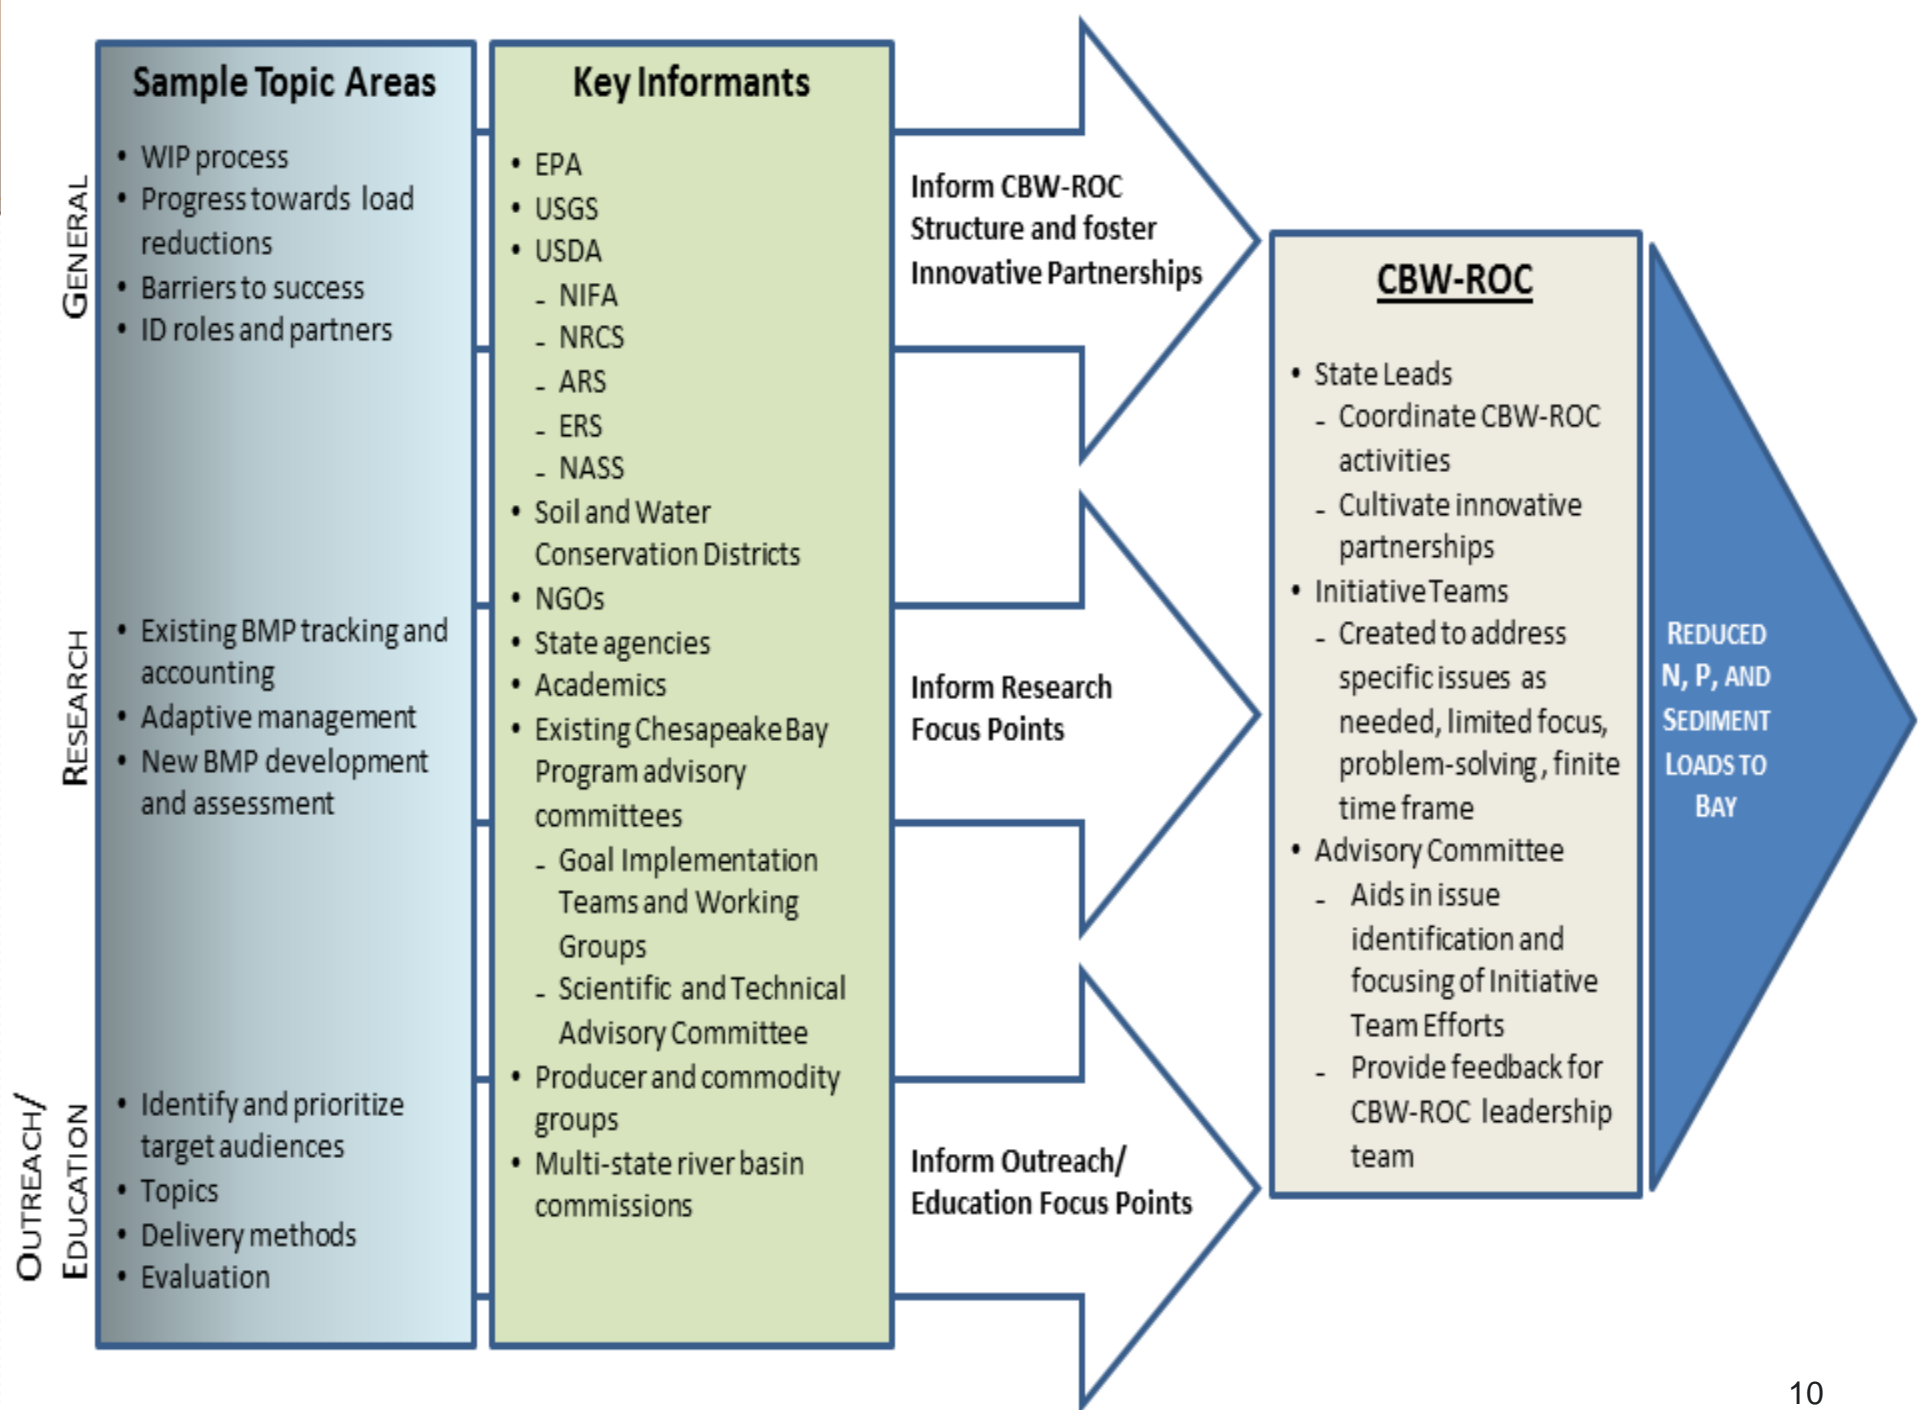 GENERAL
RESEARCH
OUTREACH/
EDUCATION
Sample Topic Areas
• WIP process
• Progress towards load
reductions
• Barriers to success
• ID roles and partners
• Existing BMP tracking and
accounting
• Adaptive management
• New BMP development
and assessment
• Identify and prioritize
target audiences
• Topics
• Delivery methods
• Evaluation
Key Informants
• EPA
• USGS
• USDA
- NIFA
- NRCS
- ARS
- ERS
- NASS
• Soil and Water
Conservation Districts
• NGOs
• State agencies
• Academics
• Existing Chesapeake Bay
Program advisory
committees
- Goal Implementation
Teams and Working
Groups
- Scientific and Technical
Advisory Committee
• Producer and commodity
groups
• Multi-state river basin
commissions
Inform CBW-ROC
Structure and foster
Innovative Partnerships
Inform Research
Focus Points
Inform Outreach/
Education Focus Points
CBW-ROC
• State Leads
- Coordinate CBW-ROC
activities
- Cultivate innovative
partnerships
• Initiative Teams
- Created to address
specific issues as
needed, limited focus,
problem-solving, finite
time frame
• Advisory Committee
- Aids in issue
identification and
focusing of Initiative
Team Efforts
- Provide feedback for
CBW-ROC leadership
team
REDUCED
N, P, AND
SEDIMENT
LOADS TO
BAY
10